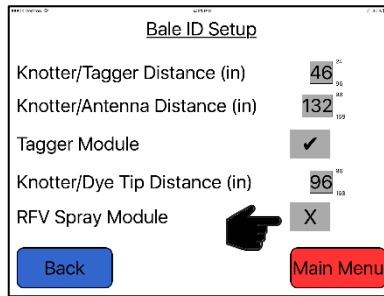 Bale ID Setup
Knotter/Tagger Distance (in) 46
Knotter/Antenna Distance (in) 132
Tagger Module ✔
Knotter/Dye Tip Distance (in) 96
RFV Spray Module X
Back Main Menu